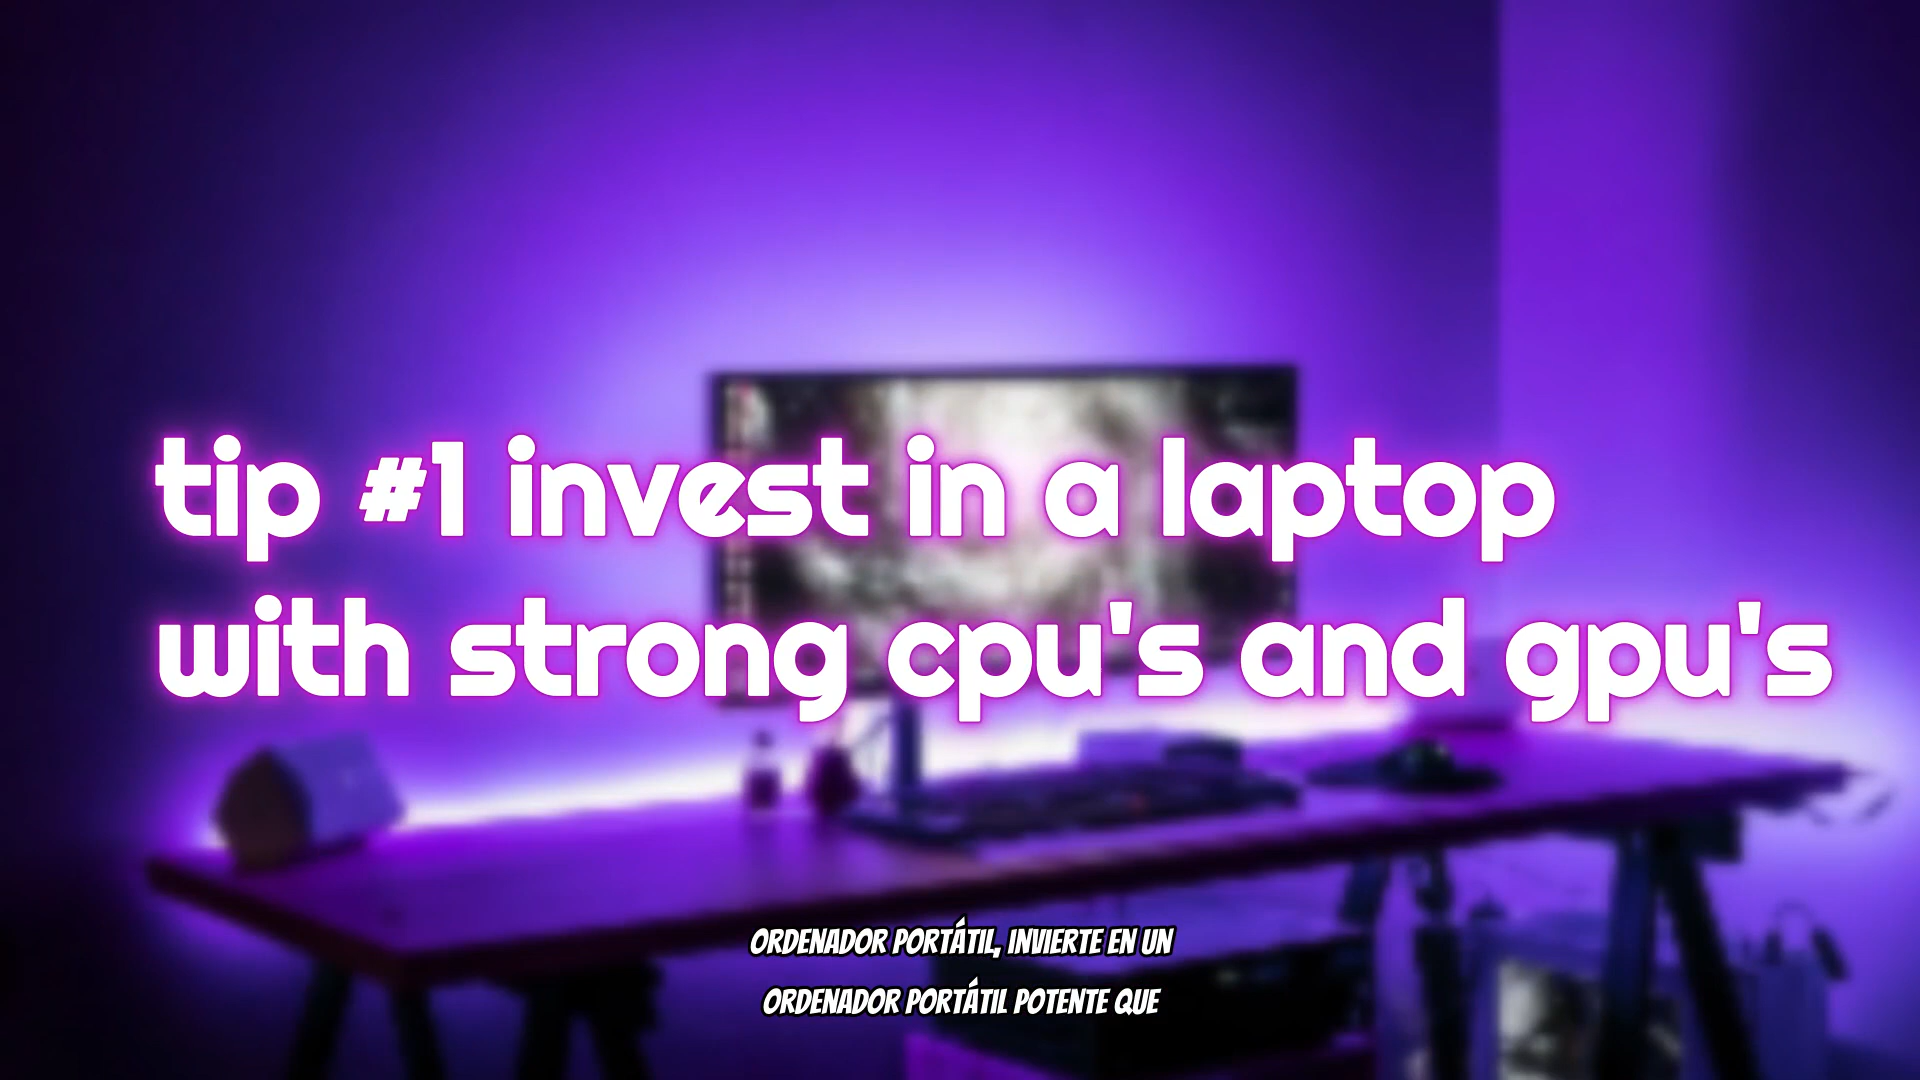 tip #1 invest in a laptop
with strong cpu's and gpu's
ORDENADOR PORTÁTIL, INVIERTE EN UN
ORDENADOR PORTÁTIL POTENTE QUE